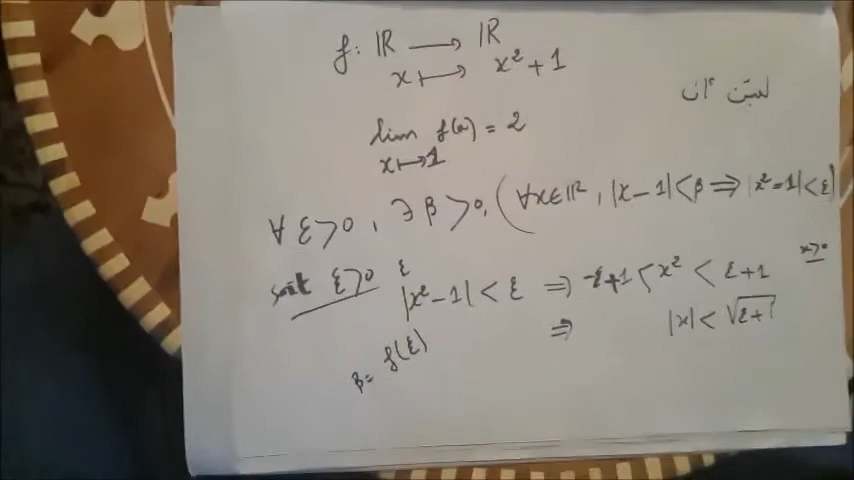 f: ℝ ⟶ ℝ
x ⟼ x² + 1
لنبين أن
lim f(x) = 2
x ↦ 1
∀ ε > 0, ∃ β > 0, (∀x ∈ ℝ, |x - 1| < β ⇒ |x² - 1| < ε)
soit ε > 0 ε |x² - 1| < ε ⇒ -ε + 1 < x² < ε + 1 x > 0
⇒ |x| < √ε+1
β = f(ε)